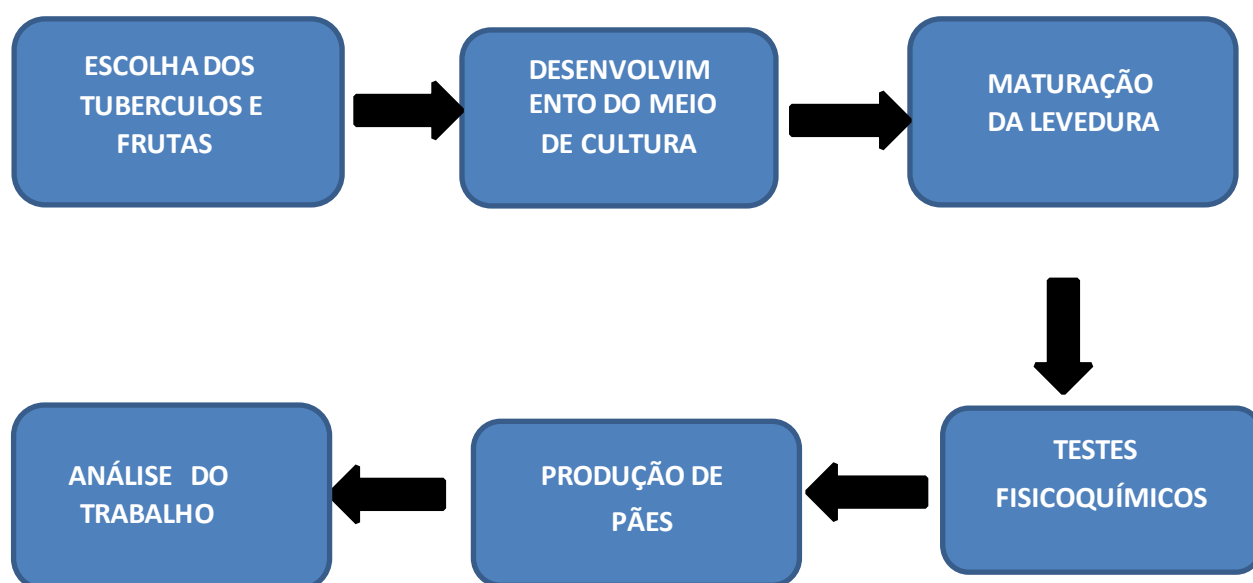 ESCOLHA DOS
TUBERCULOS E
FRUTAS
DESENVOLVIM
ENTO DO MEIO
DE CULTURA
MATURAÇÃO
DA LEVEDURA
TESTES
FISICOQUÍMICOS
PRODUÇÃO DE
PÃES
ANÁLISE DO
TRABALHO